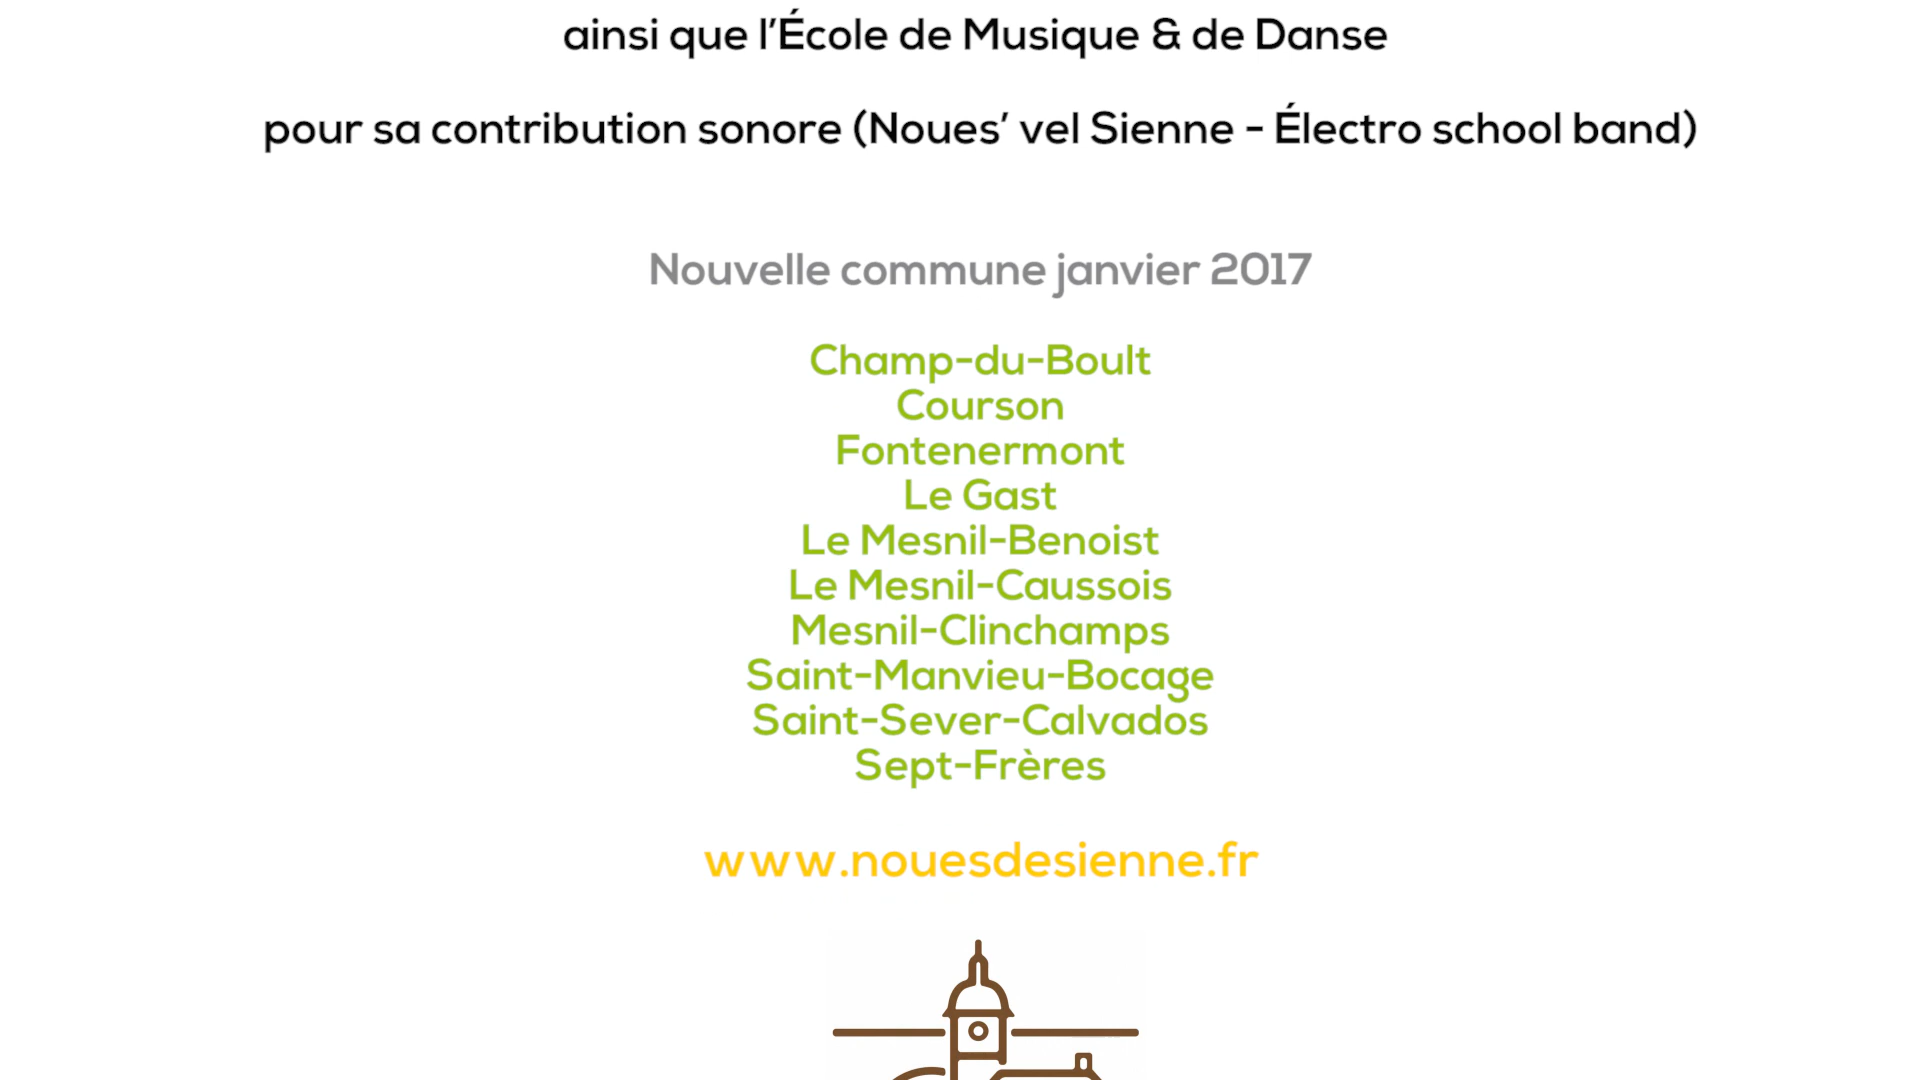 ainsi que l’École de Musique & de Danse
pour sa contribution sonore (Noues’ vel Sienne - Électro school band)
Nouvelle commune janvier 2017
Champ-du-Boult
Courson
Fontenermont
Le Gast
Le Mesnil-Benoist
Le Mesnil-Caussois
Mesnil-Clinchamps
Saint-Manvieu-Bocage
Saint-Sever-Calvados
Sept-Frères
www.nouesdesienne.fr